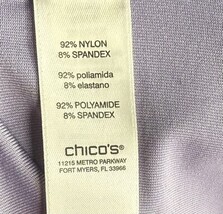 92% NYLON
8% SPANDEX
92% poliamida
8% elastano
92% POLYAMIDE
8% SPANDEX
chico's®
11215 METRO PARKWAY
FORT MYERS, FL 33966